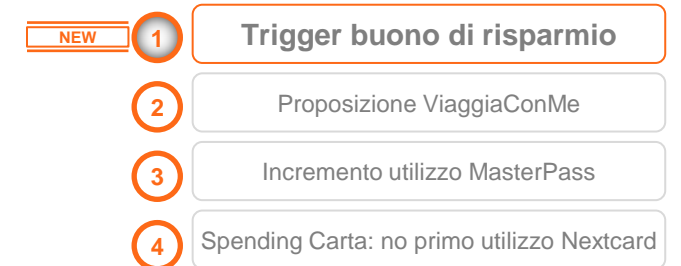 NEW 1 Trigger buono di risparmio
2 Proposizione ViaggiaConMe
3 Incremento utilizzo MasterPass
4 Spending Carta: no primo utilizzo Nextcard